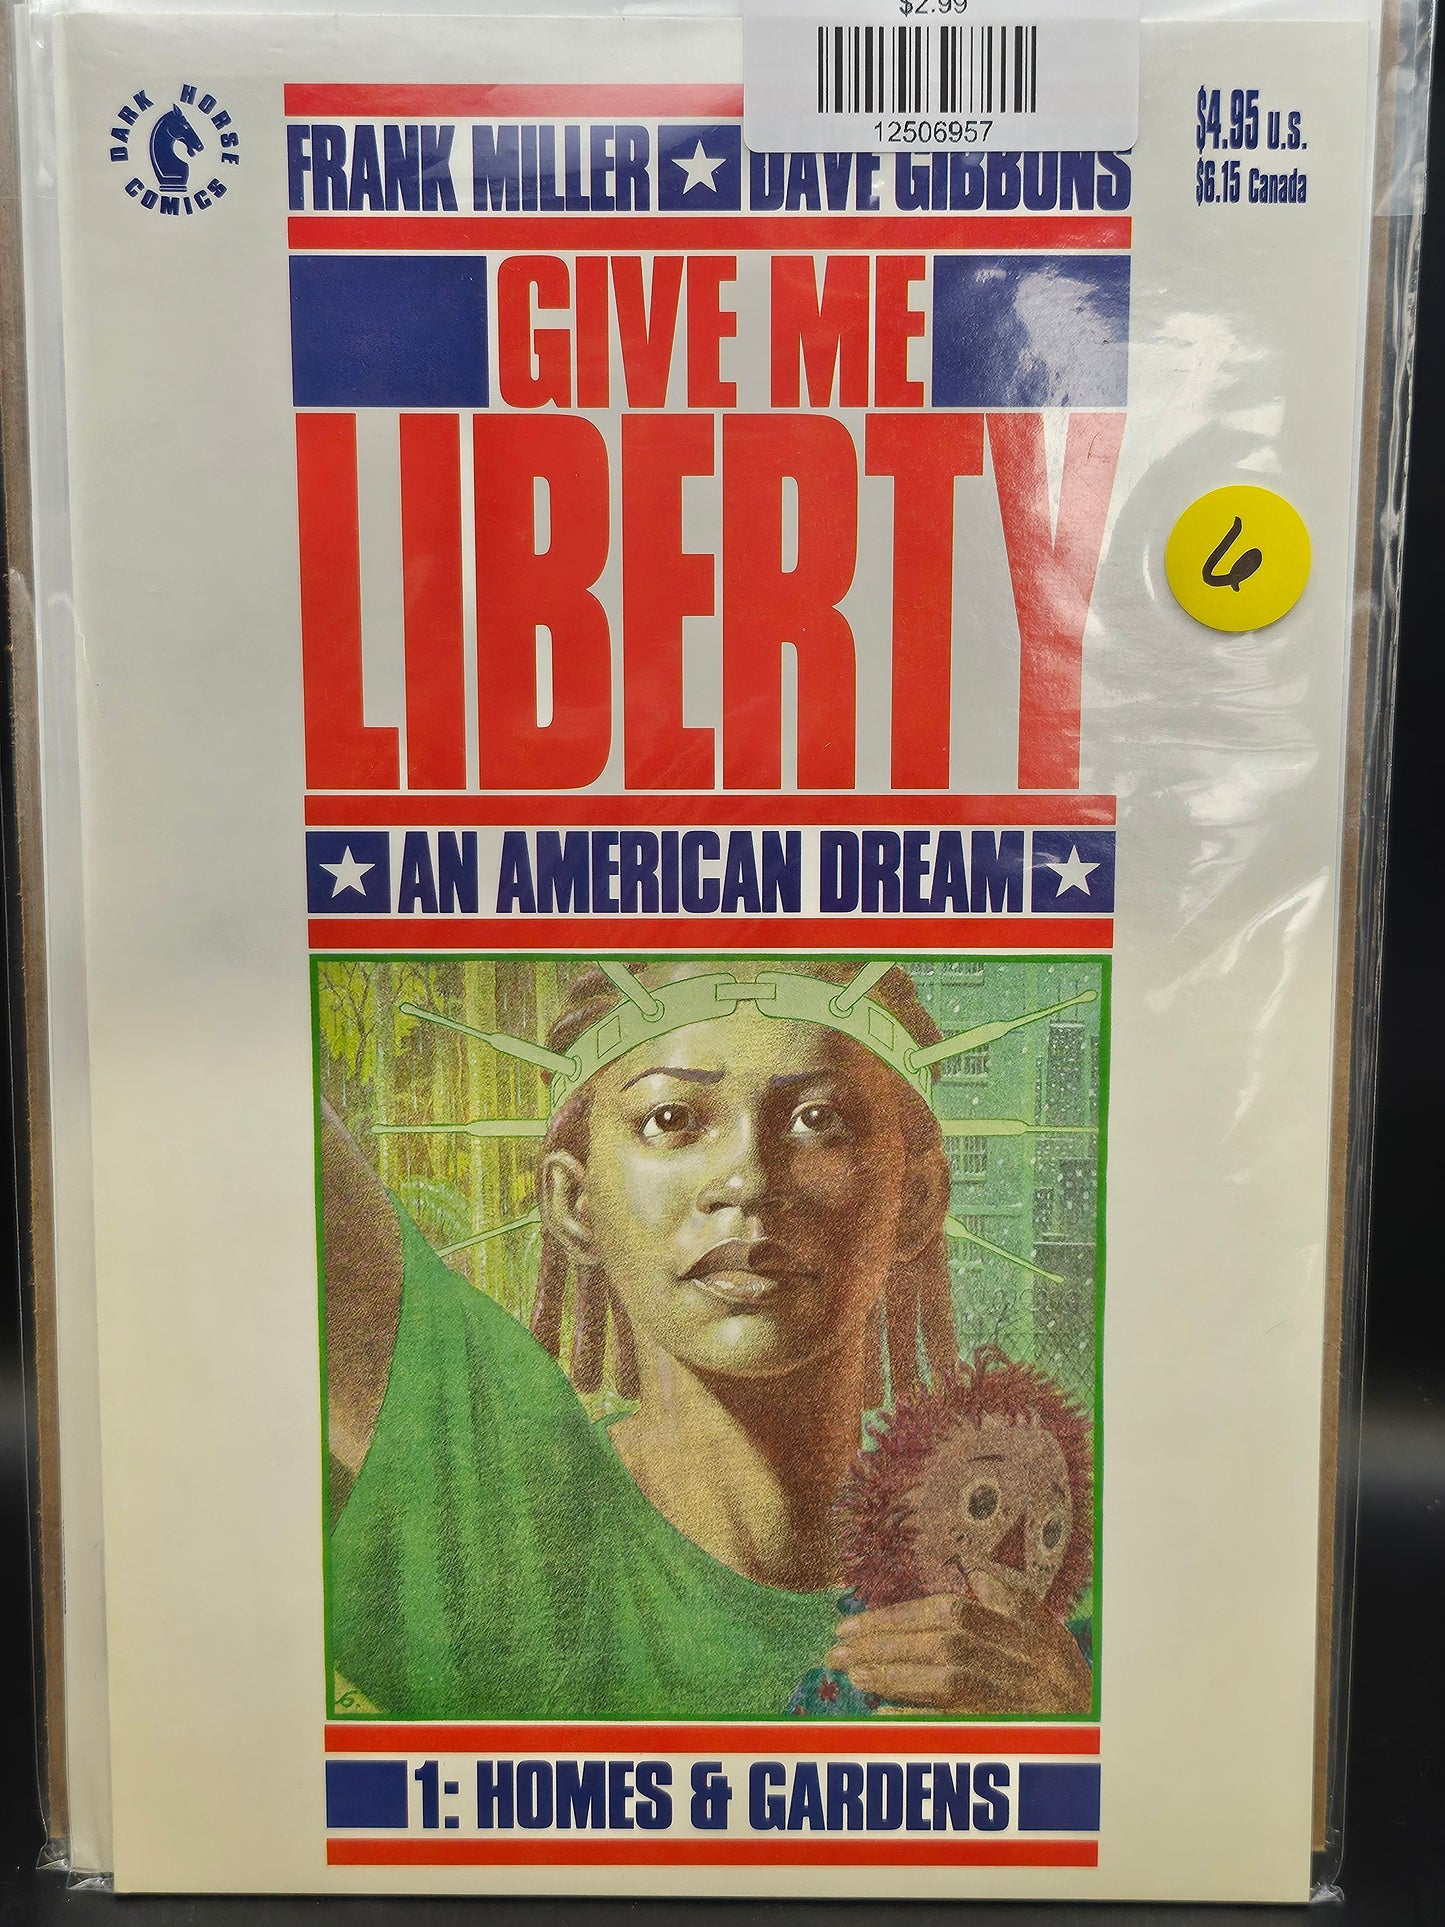 $2.99
12506957
DARK HORSE
COMICS
$4.95 U.S.
$6.15 Canada
FRANK MILLER DAVE GIBBONS
GIVE ME
LIBERTY
6
AN AMERICAN DREAM
G.
1: HOMES & GARDENS